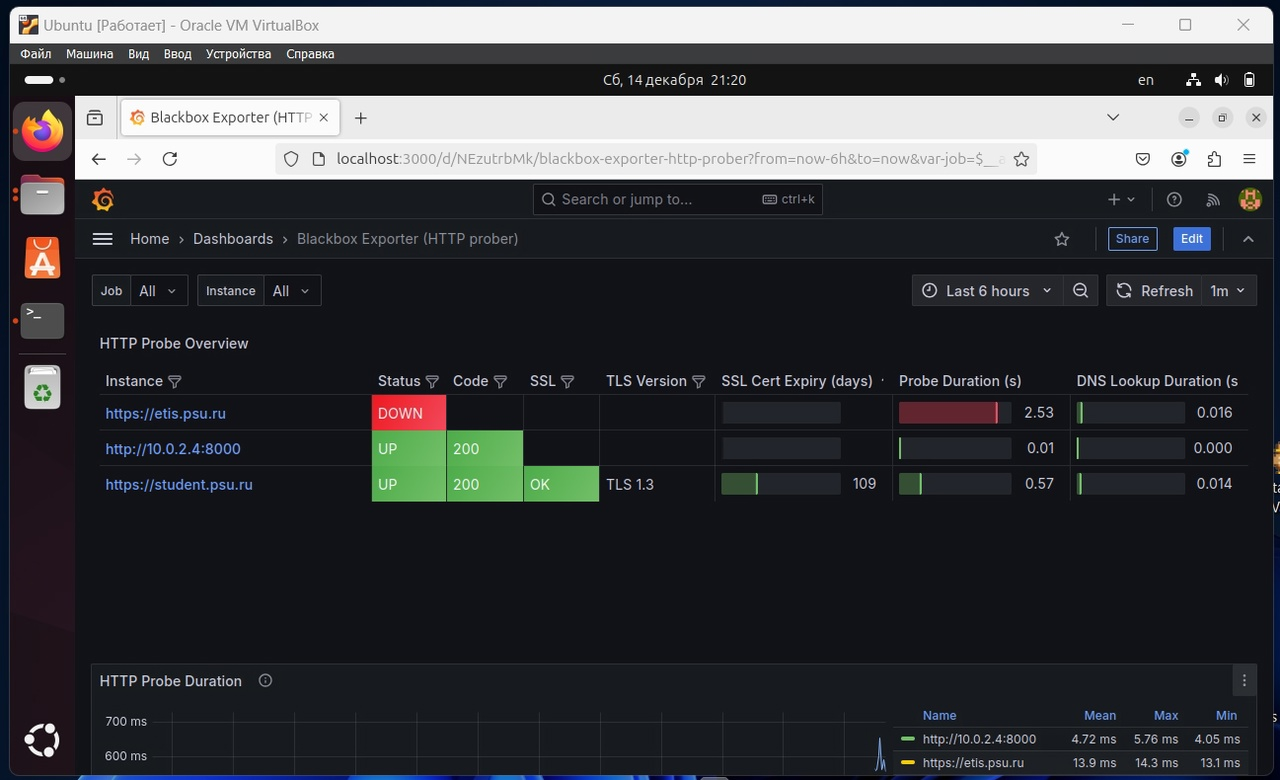 Ubuntu [Работает] - Oracle VM VirtualBox
Файл Машина Вид Ввод Устройства Справка
Сб, 14 декабря 21:20 en
Blackbox Exporter (HTTP
localhost:3000/d/NEzutrbMk/blackbox-exporter-http-prober?from=now-6h&to=now&var-job=$__a
Search or jump to... ctrl+k
Home › Dashboards › Blackbox Exporter (HTTP prober) Share Edit
Job All Instance All Last 6 hours Refresh 1m
HTTP Probe Overview
Instance Status Code SSL TLS Version SSL Cert Expiry (days) Probe Duration (s) DNS Lookup Duration (s
https://etis.psu.ru DOWN 2.53 0.016
http://10.0.2.4:8000 UP 200 0.01 0.000
https://student.psu.ru UP 200 OK TLS 1.3 109 0.57 0.014
HTTP Probe Duration
Name Mean Max Min
700 ms
http://10.0.2.4:8000 4.72 ms 5.76 ms 4.05 ms
600 ms
https://etis.psu.ru 13.9 ms 14.3 ms 13.1 ms